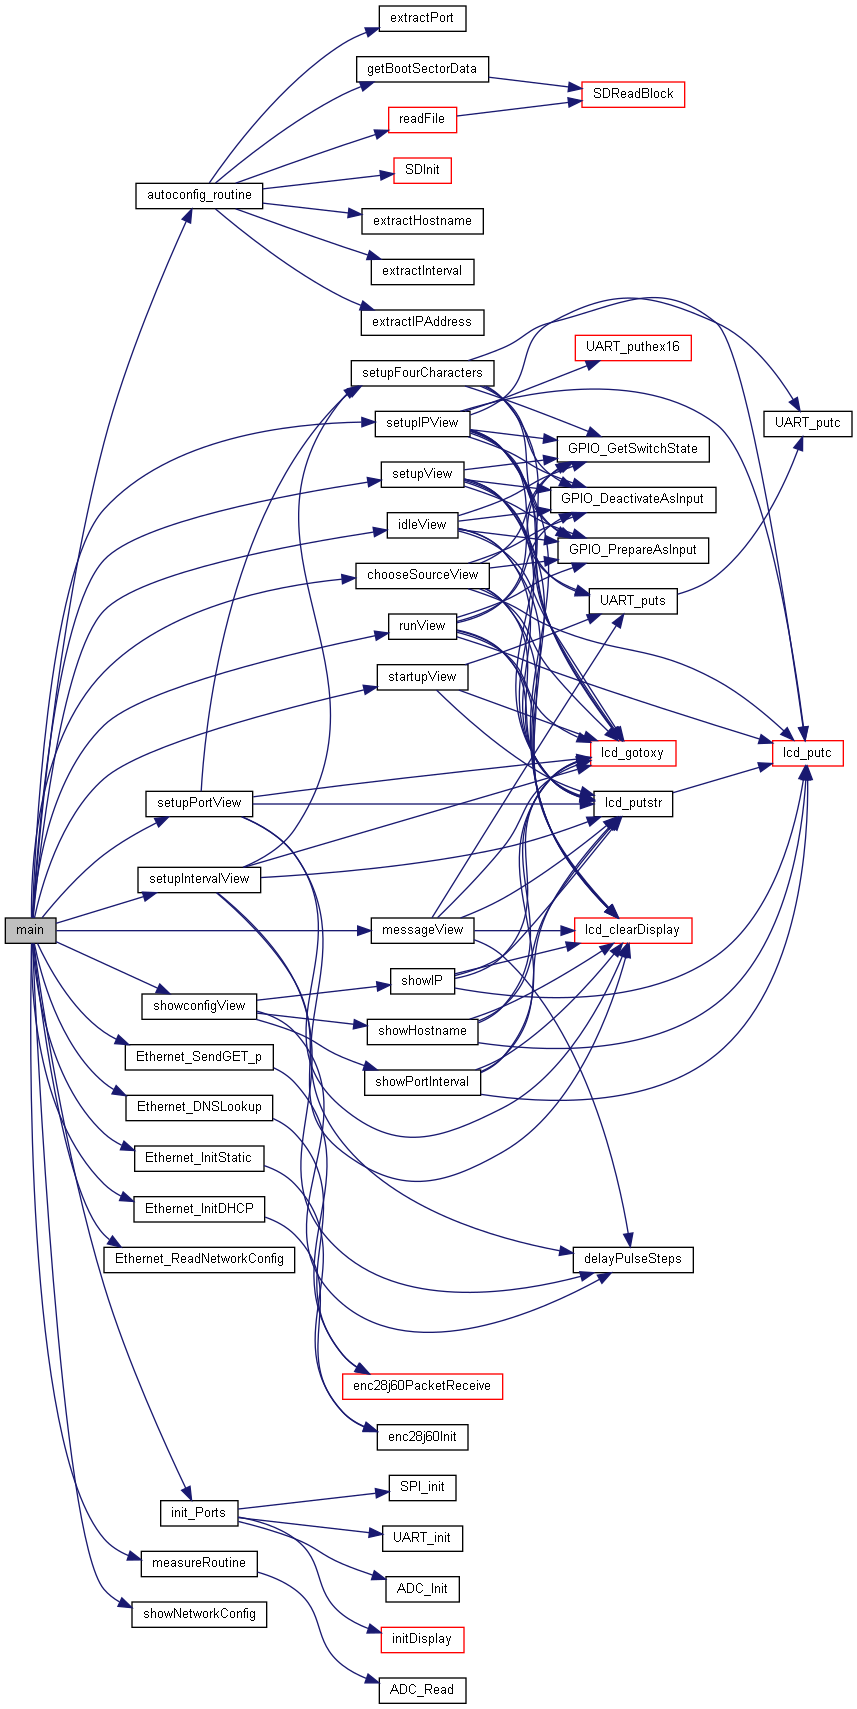 extractPort
getBootSectorData
SDReadBlock
readFile
SDInit
autoconfig_routine
extractHostname
extractInterval
extractIPAddress
UART_puthex16
setupFourCharacters
setupIPView
UART_putc
GPIO_GetSwitchState
setupView
GPIO_DeactivateAsInput
idleView
GPIO_PrepareAsInput
chooseSourceView
UART_puts
runView
startupView
lcd_gotoxy
lcd_putc
setupPortView
lcd_putstr
setupIntervalView
main
messageView
lcd_clearDisplay
showIP
showconfigView
showHostname
Ethernet_SendGET_p
showPortInterval
Ethernet_DNSLookup
Ethernet_InitStatic
Ethernet_InitDHCP
Ethernet_ReadNetworkConfig
delayPulseSteps
enc28j60PacketReceive
enc28j60Init
SPI_init
init_Ports
UART_init
measureRoutine
ADC_Init
showNetworkConfig
initDisplay
ADC_Read